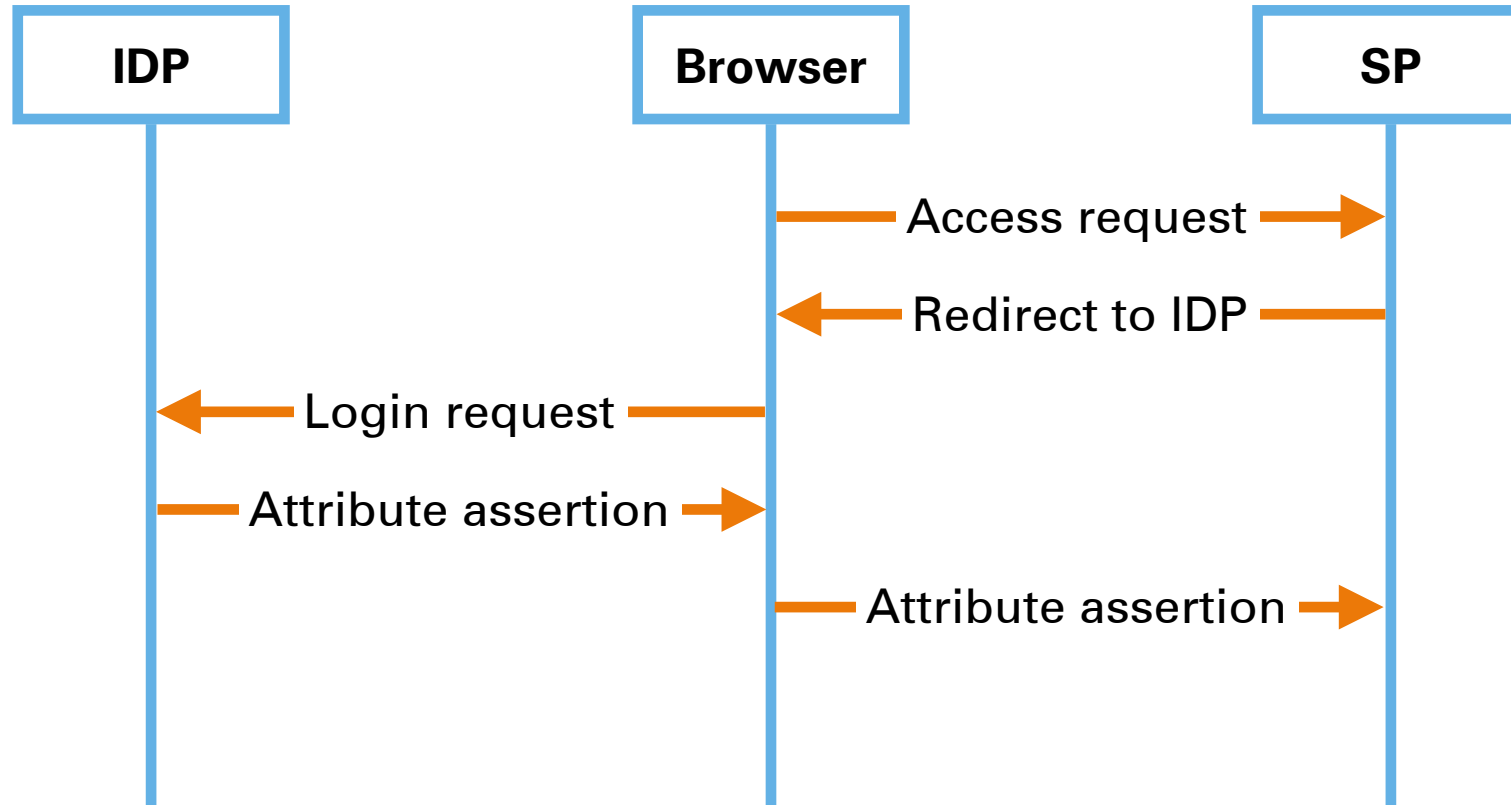 IDP
Browser
SP
Access request
Redirect to IDP
Login request
Attribute assertion
Attribute assertion